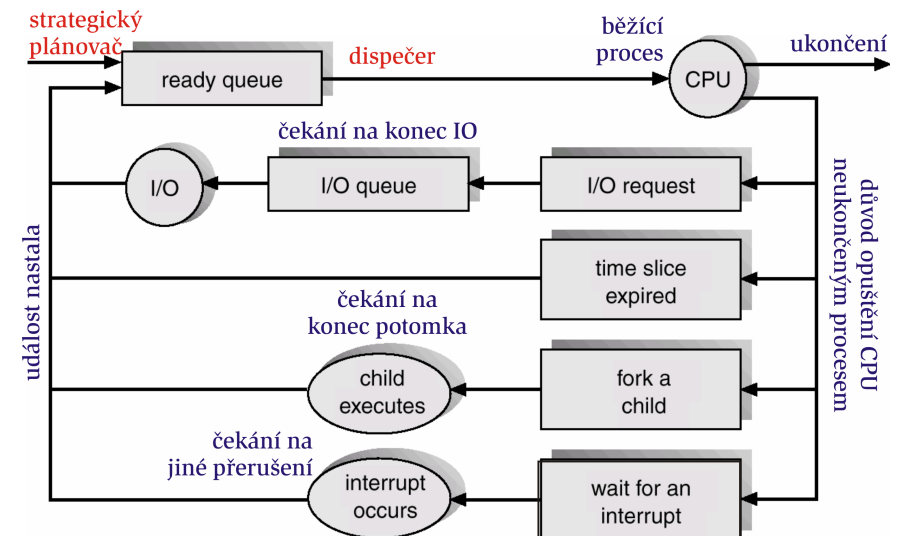 strategický
plánovač
ready queue
dispečer
běžící
proces
CPU
ukončení
čekání na konec IO
I/O
I/O queue
I/O request
time slice
expired
čekání na
konec potomka
child
executes
fork a
child
čekání na
jiné přerušení
interrupt
occurs
wait for an
interrupt
událost nastala
důvod opuštění CPU
neukončeným procesem